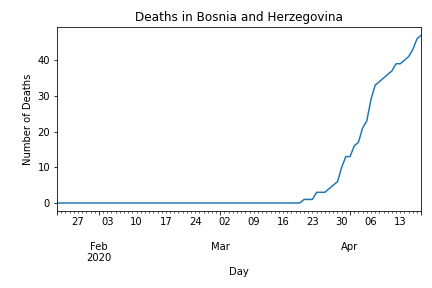 Deaths in Bosnia and Herzegovina
Number of Deaths
40
30
20
10
0
27 03 10 17 24 02 09 16 23 30 06 13
Feb Mar Apr
2020
Day